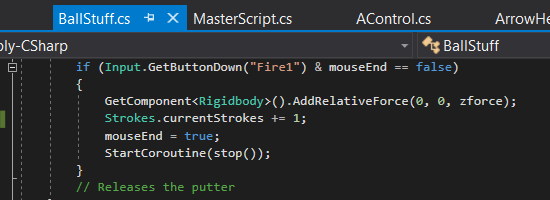 BallStuff.cs MasterScript.cs AControl.cs ArrowHe
bly-CSharp BallStuff
if (Input.GetButtonDown("Fire1") & mouseEnd == false)
{
GetComponent<Rigidbody>().AddRelativeForce(0, 0, zforce);
Strokes.currentStrokes += 1;
mouseEnd = true;
StartCoroutine(stop());
}
// Releases the putter